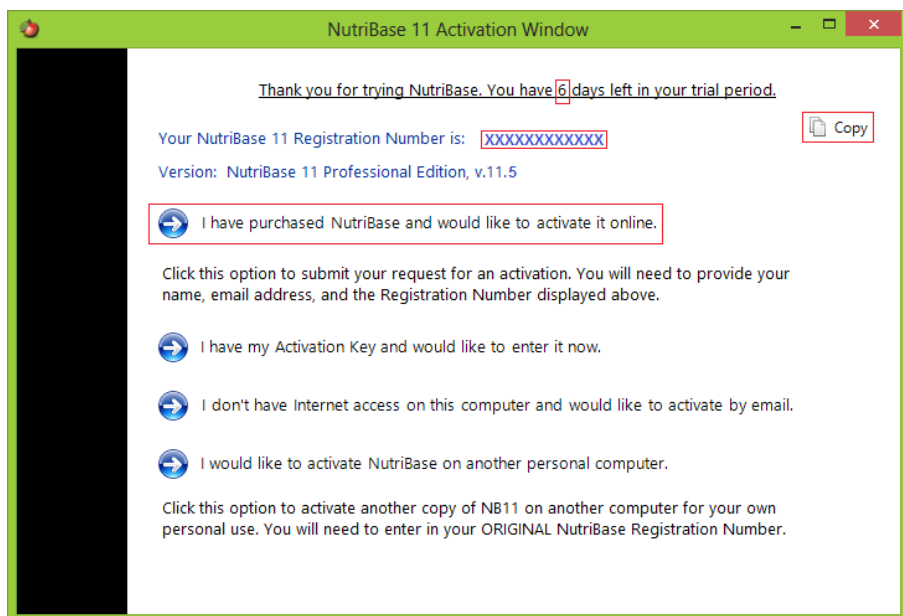 NutriBase 11 Activation Window
Thank you for trying NutriBase. You have 6 days left in your trial period.
Copy
Your NutriBase 11 Registration Number is: XXXXXXXXXXXX
Version: NutriBase 11 Professional Edition, v.11.5
I have purchased NutriBase and would like to activate it online.
Click this option to submit your request for an activation. You will need to provide your
name, email address, and the Registration Number displayed above.
I have my Activation Key and would like to enter it now.
I don't have Internet access on this computer and would like to activate by email.
I would like to activate NutriBase on another personal computer.
Click this option to activate another copy of NB11 on another computer for your own
personal use. You will need to enter in your ORIGINAL NutriBase Registration Number.